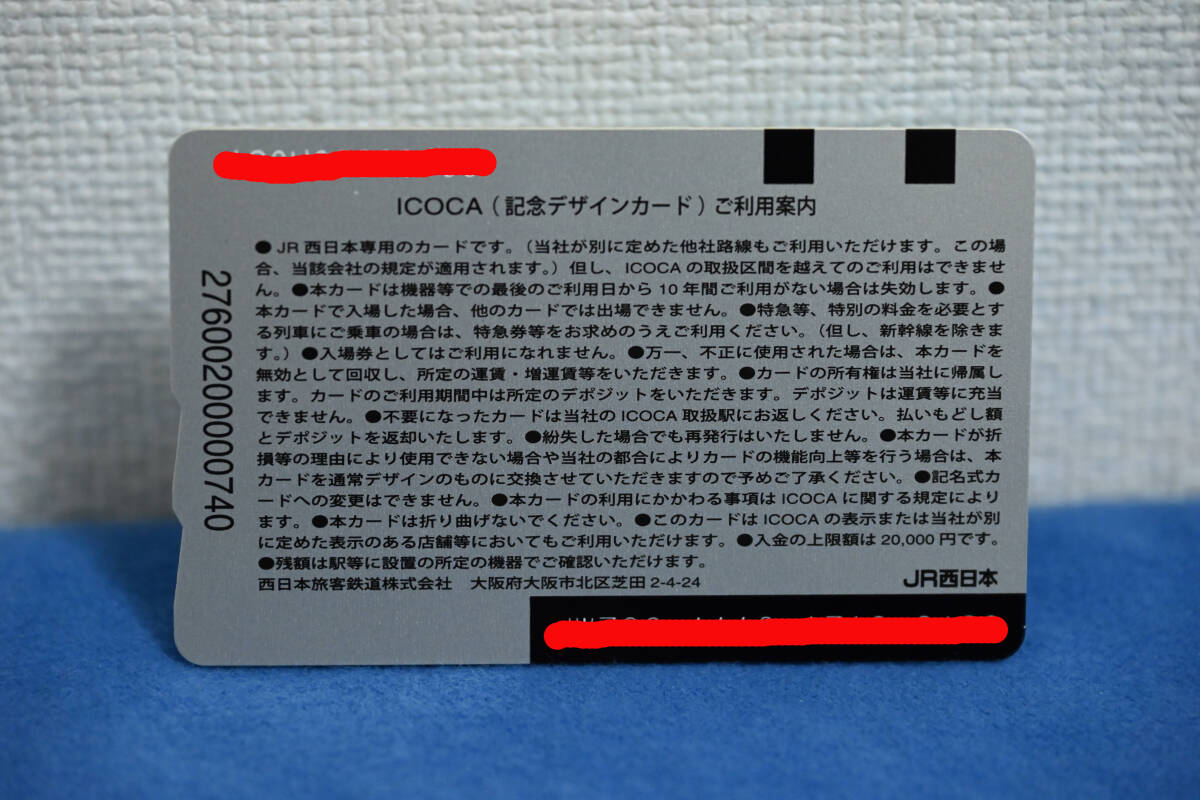 ICOCA（記念デザインカード）ご利用案内
●JR西日本専用のカードです。（当社が別に定めた他社路線もご利用いただけます。この場
合、当該会社の規定が適用されます。）但し、ICOCAの取扱区間を越えてのご利用はできませ
ん。●本カードは機器等での最後のご利用日から10年間ご利用がない場合は失効します。●
本カードで入場した場合、他のカードでは出場できません。●特急等、特別の料金を必要とす
る列車にご乗車の場合は、特急券等をお求めのうえご利用ください。（但し、新幹線を除きま
す。）●入場券としてはご利用になれません。●万一、不正に使用された場合は、本カードを
無効として回収し、所定の運賃・増運賃等をいただきます。●カードの所有権は当社に帰属し
ます。カードのご利用期間中は所定のデポジットをいただきます。デポジットは運賃等に充当
できません。●不要になったカードは当社のICOCA取扱駅にお返しください。払いもどし額
とデポジットを返却いたします。●紛失した場合でも再発行はいたしません。●本カードが折
損等の理由により使用できない場合や当社の都合によりカードの機能向上等を行う場合は、本
カードを通常デザインのものに交換させていただきますので予めご了承ください。●記名式カ
ードへの変更はできません。●本カードの利用にかかわる事項はICOCAに関する規定により
ます。●本カードは折り曲げないでください。●このカードはICOCAの表示または当社が別
に定めた表示のある店舗等においてもご利用いただけます。●入金の上限額は20,000円です。
●残額は駅等に設置の所定の機器でご確認いただけます。
西日本旅客鉄道株式会社　大阪府大阪市北区芝田2-4-24
JR西日本
2760020000740